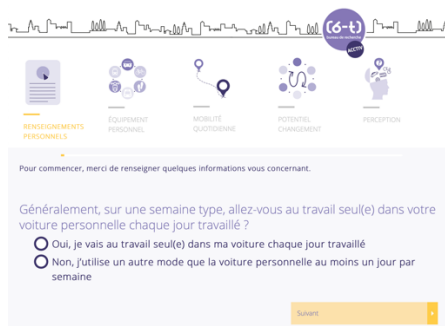 (6-t)
bureau de recherche
ACCTIV
RENSEIGNEMENTS
PERSONNELS
ÉQUIPEMENT
PERSONNEL
MOBILITÉ
QUOTIDIENNE
POTENTIEL
CHANGEMENT
PERCEPTION
Pour commencer, merci de renseigner quelques informations vous concernant.
Généralement, sur une semaine type, allez-vous au travail seul(e) dans votre
voiture personnelle chaque jour travaillé ?
Oui, je vais au travail seul(e) dans ma voiture chaque jour travaillé
Non, j'utilise un autre mode que la voiture personnelle au moins un jour par
semaine
Suivant